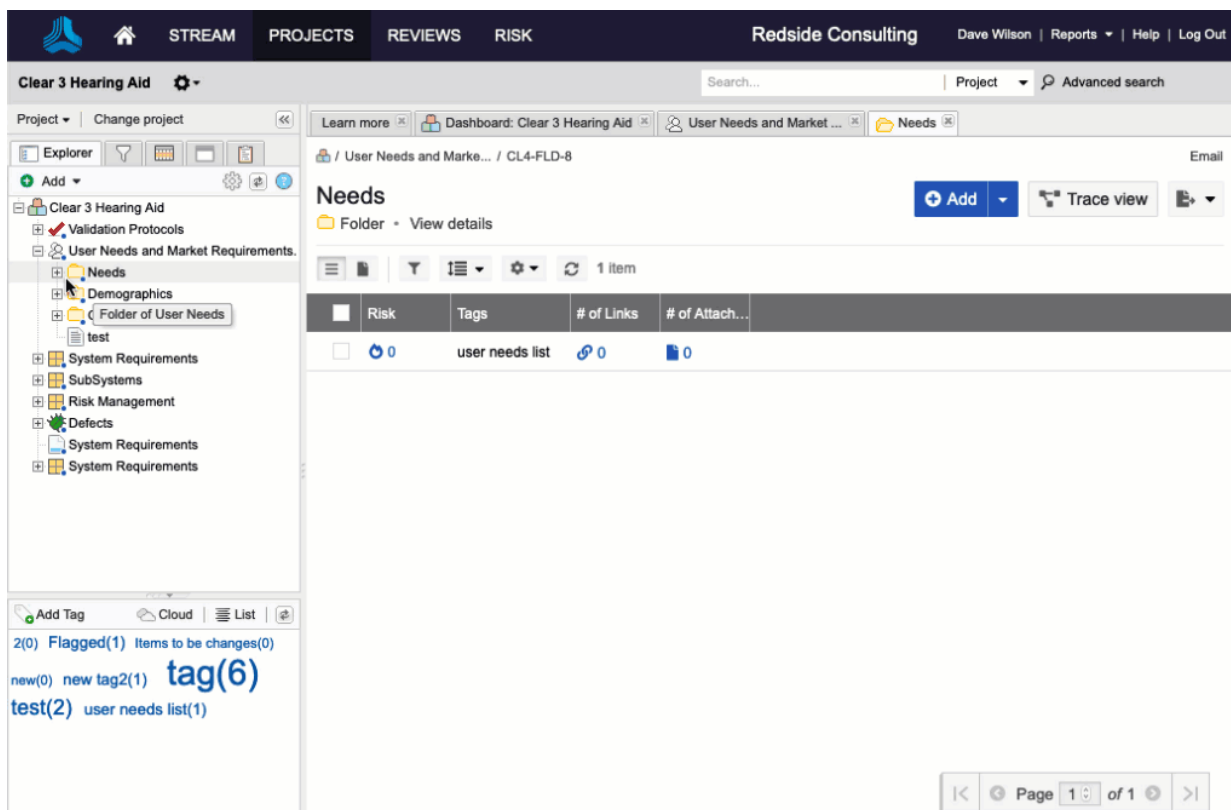 STREAM PROJECTS REVIEWS RISK Redside Consulting Dave Wilson | Reports | Help | Log Out
Clear 3 Hearing Aid Search... Project Advanced search
Project Change project
Learn more Dashboard: Clear 3 Hearing Aid User Needs and Market ... Needs
Explorer
/ User Needs and Marke... / CL4-FLD-8 Email
Add
Clear 3 Hearing Aid
Validation Protocols
User Needs and Market Requirements.
Needs
Demographics
Folder of User Needs
test
System Requirements
SubSystems
Risk Management
Defects
System Requirements
System Requirements
Needs
Add Trace view
Folder • View details
1 item
Risk Tags # of Links # of Attach...
0 user needs list 0 0
Add Tag Cloud | List |
2(0) Flagged(1) Items to be changes(0)
new(0) new tag2(1) tag(6)
test(2) user needs list(1)
Page 1 of 1